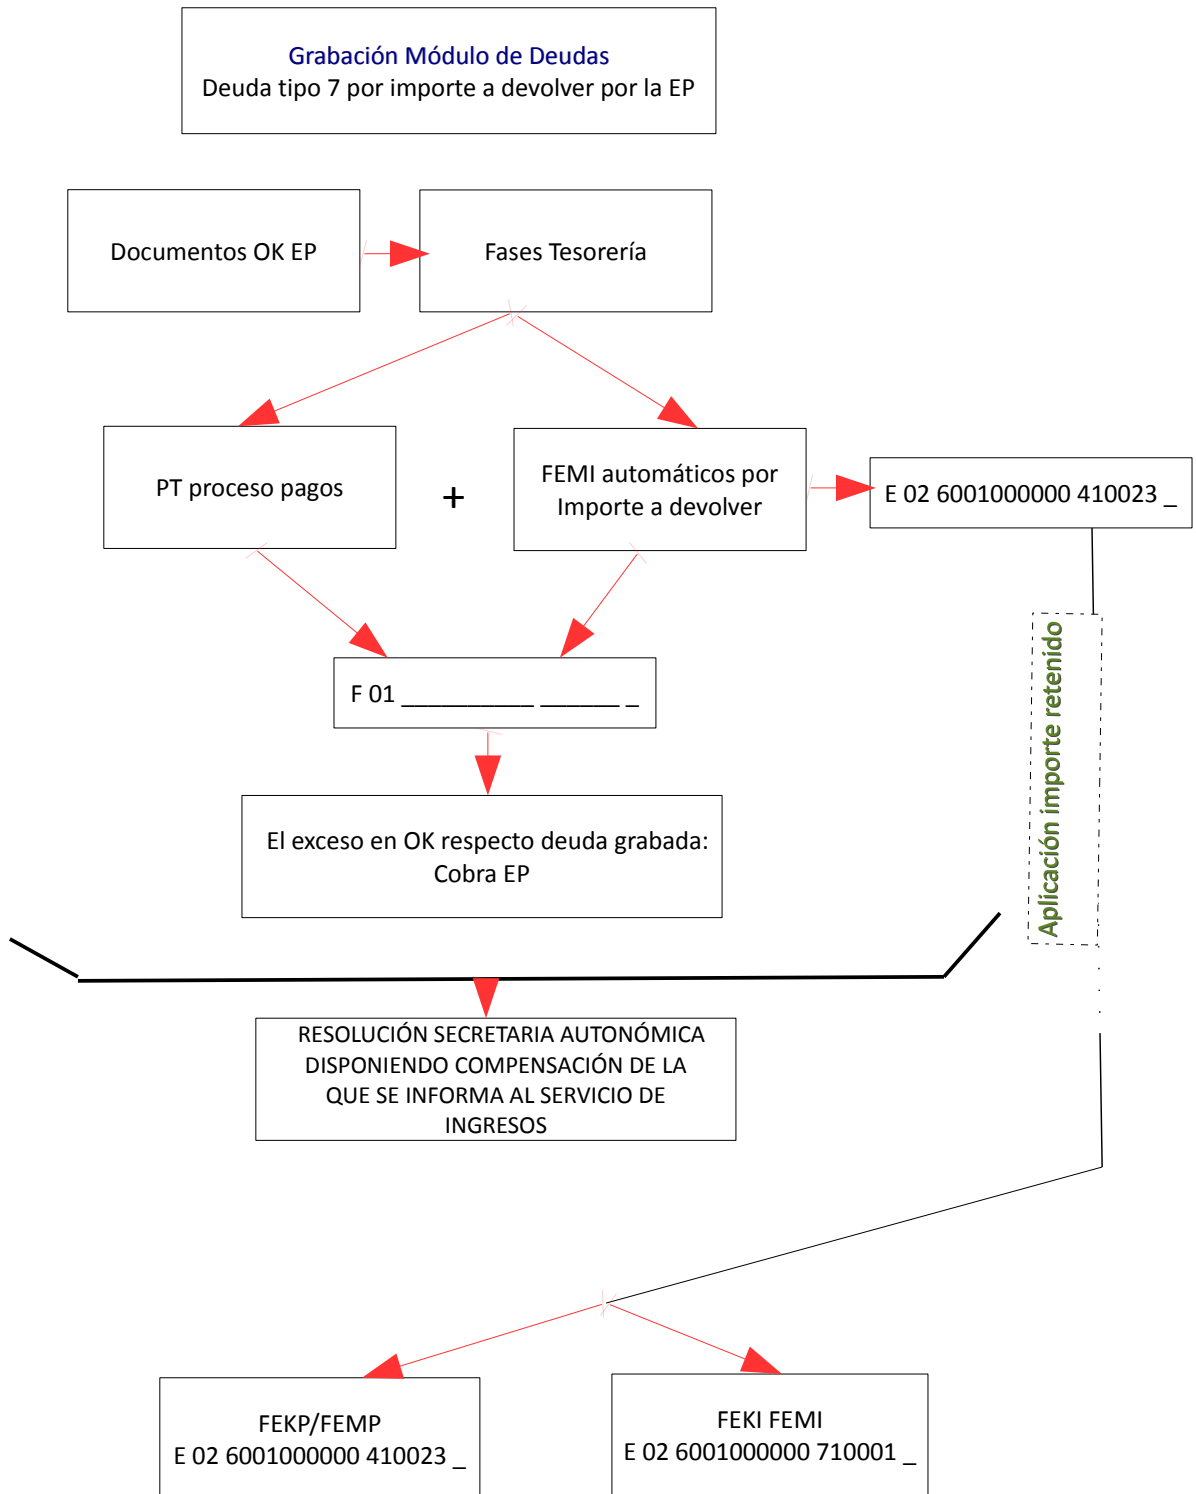 Grabación Módulo de Deudas
Deuda tipo 7 por importe a devolver por la EP
Documentos OK EP
Fases Tesorería
PT proceso pagos
+
FEMI automáticos por
Importe a devolver
E 02 6001000000 410023 _
F 01 __________ ______ _
Aplicación importe retenido
El exceso en OK respecto deuda grabada:
Cobra EP
RESOLUCIÓN SECRETARIA AUTONÓMICA
DISPONIENDO COMPENSACIÓN DE LA
QUE SE INFORMA AL SERVICIO DE
INGRESOS
FEKP/FEMP
E 02 6001000000 410023 _
FEKI FEMI
E 02 6001000000 710001 _